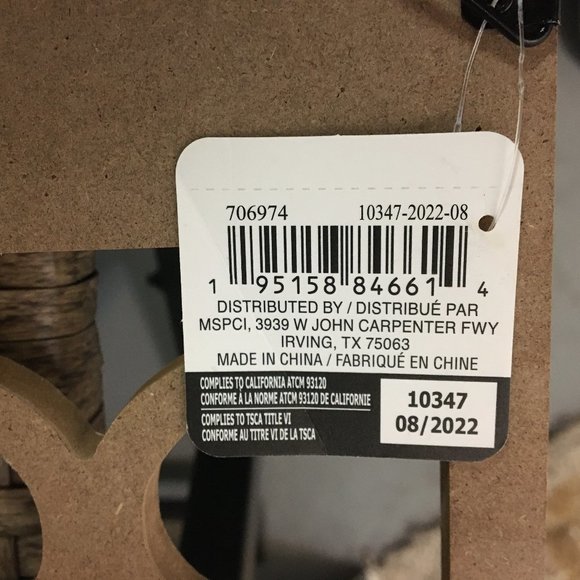 706974 10347-2022-08
1 95158 84661 4
DISTRIBUTED BY / DISTRIBUÉ PAR
MSPCI, 3939 W JOHN CARPENTER FWY
IRVING, TX 75063
MADE IN CHINA / FABRIQUÉ EN CHINE
COMPLIES TO CALIFORNIA ATCM 93120
CONFORME À LA NORME ATCM 93120 DE CALIFORNIE
COMPLIES TO TSCA TITLE VI
CONFORME AU TITRE VI DE LA TSCA
10347
08/2022